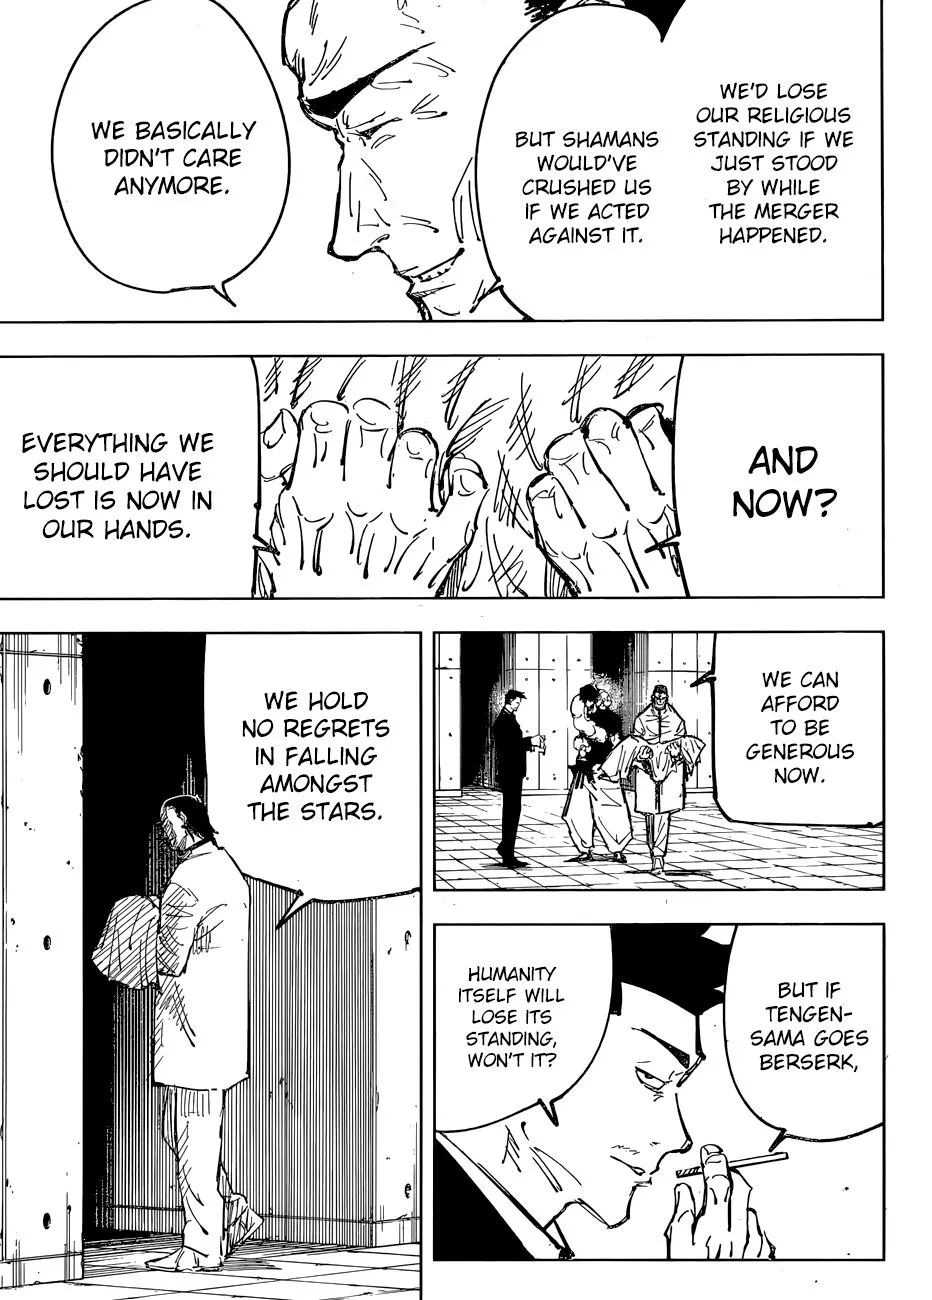 WE'D LOSE
OUR RELIGIOUS
STANDING IF WE
JUST STOOD
BY WHILE
THE MERGER
HAPPENED.
BUT SHAMANS
WOULD'VE
CRUSHED US
IF WE ACTED
AGAINST IT.
WE BASICALLY
DIDN'T CARE
ANYMORE.
AND
NOW?
EVERYTHING WE
SHOULD HAVE
LOST IS NOW IN
OUR HANDS.
WE CAN
AFFORD
TO BE
GENEROUS
NOW.
BUT IF
TENGEN-
SAMA GOES
BERSERK,
HUMANITY
ITSELF WILL
LOSE ITS
STANDING,
WON'T IT?
WE HOLD
NO REGRETS
IN FALLING
AMONGST
THE STARS.